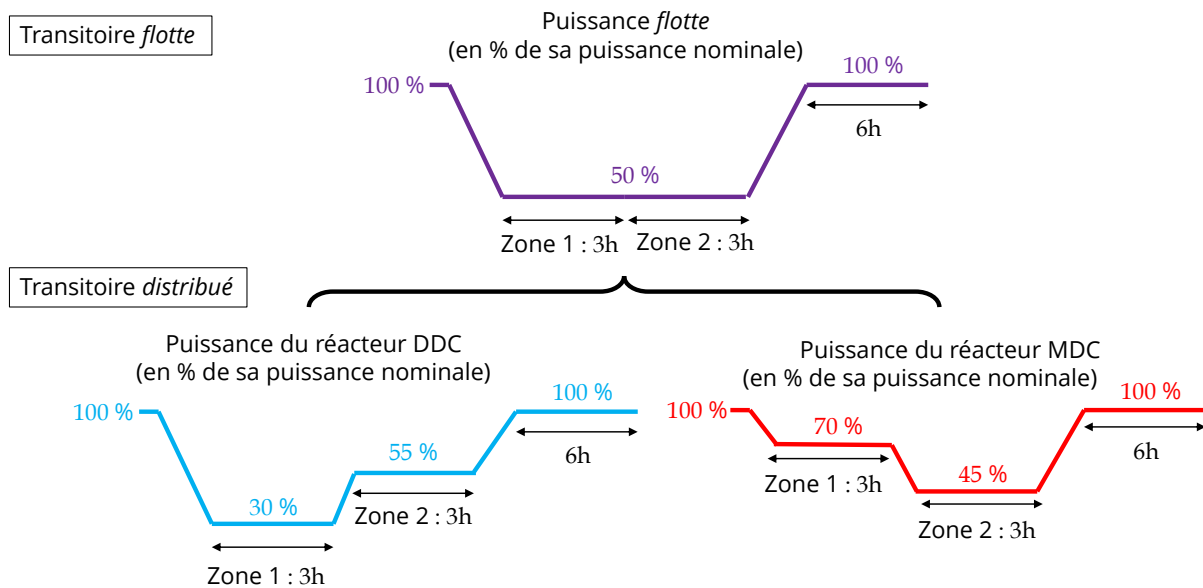 Transitoire flotte
Puissance flotte
(en % de sa puissance nominale)
100 %
100 %
6h
50 %
Zone 1 : 3h
Zone 2 : 3h
Transitoire distribué
Puissance du réacteur DDC
(en % de sa puissance nominale)
100 %
100 %
6h
55 %
30 %
Zone 2 : 3h
Zone 1 : 3h
Puissance du réacteur MDC
(en % de sa puissance nominale)
100 %
100 %
70 %
6h
45 %
Zone 1 : 3h
Zone 2 : 3h